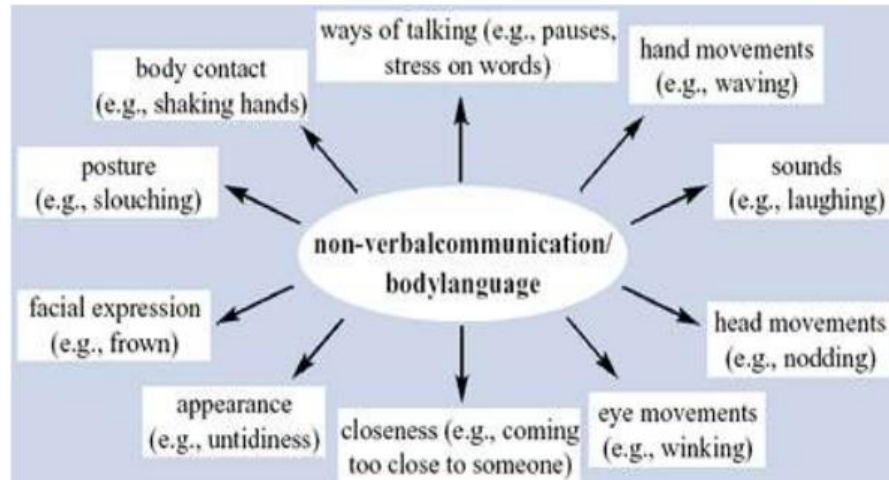 ways of talking (e.g., pauses,
stress on words)
hand movements
(e.g., waving)
body contact
(e.g., shaking hands)
posture
(e.g., slouching)
sounds
(e.g., laughing)
non-verbalcommunication/
bodylanguage
facial expression
(e.g., frown)
head movements
(e.g., nodding)
appearance
(e.g., untidiness)
closeness (e.g., coming
too close to someone)
eye movements
(e.g., winking)